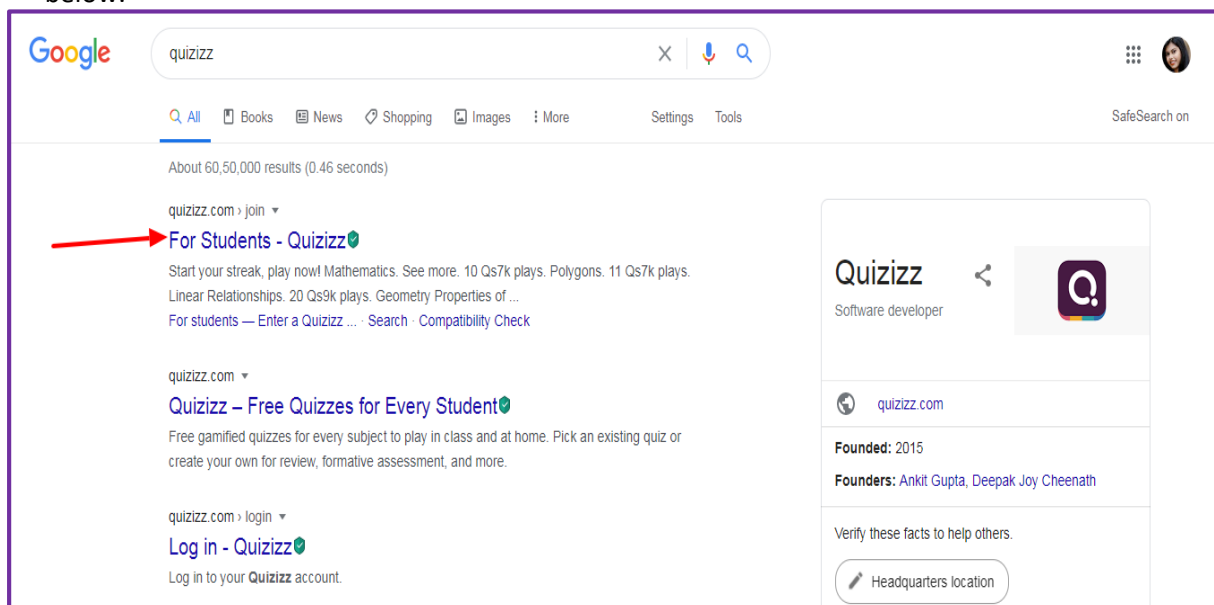 below:
Google
quizizz
All Books News Shopping Images More Settings Tools
SafeSearch on
About 60,50,000 results (0.46 seconds)
quizizz.com › join
For Students - Quizizz
Start your streak, play now! Mathematics. See more. 10 Qs7k plays. Polygons. 11 Qs7k plays.
Linear Relationships. 20 Qs9k plays. Geometry Properties of ...
For students — Enter a Quizizz ... · Search · Compatibility Check
quizizz.com
Quizizz – Free Quizzes for Every Student
Free gamified quizzes for every subject to play in class and at home. Pick an existing quiz or
create your own for review, formative assessment, and more.
quizizz.com › login
Log in - Quizizz
Log in to your Quizizz account.
Quizizz
Software developer
Q
quizizz.com
Founded: 2015
Founders: Ankit Gupta, Deepak Joy Cheenath
Verify these facts to help others.
Headquarters location